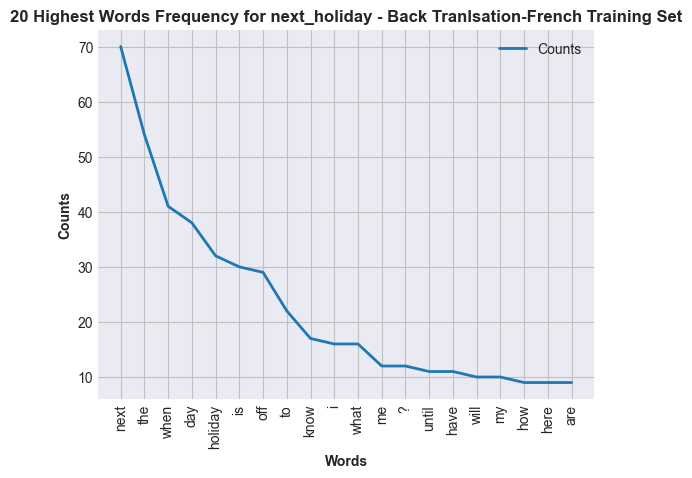 20 Highest Words Frequency for next_holiday - Back Tranlsation-French Training Set
Counts
70
60
50
40
30
20
10
Counts
next
the
when
day
holiday
is
off
to
know
i
what
me
?
until
have
will
my
how
here
are
Words